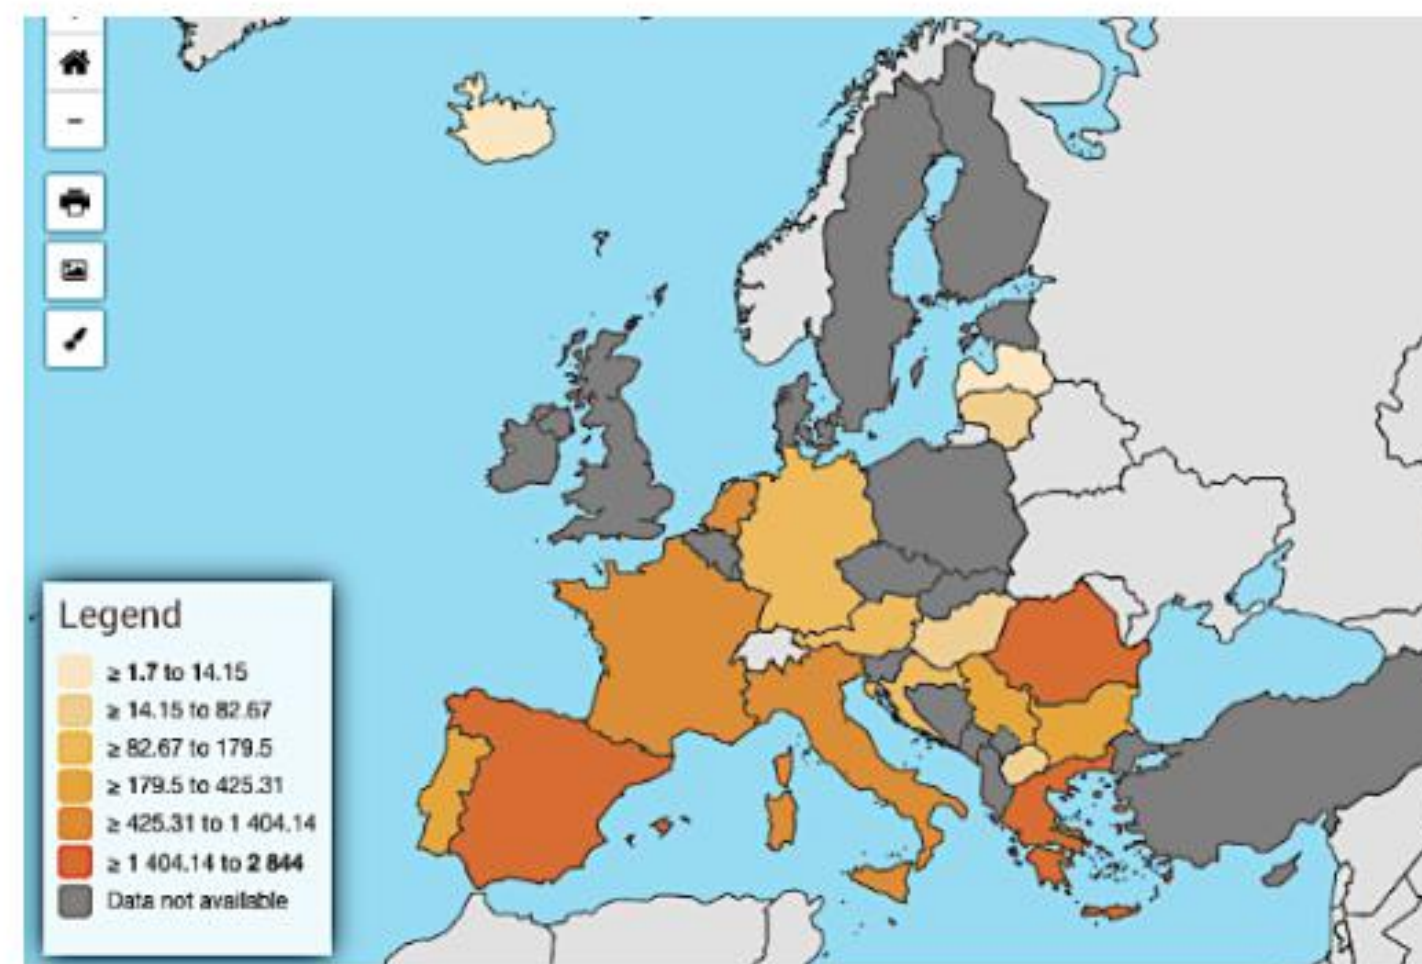 Legend
≥ 1.7 to 14.15
≥ 14.15 to 82.67
≥ 82.67 to 179.5
≥ 179.5 to 425.31
≥ 425.31 to 1 404.14
≥ 1 404.14 to 2 844
Data not available